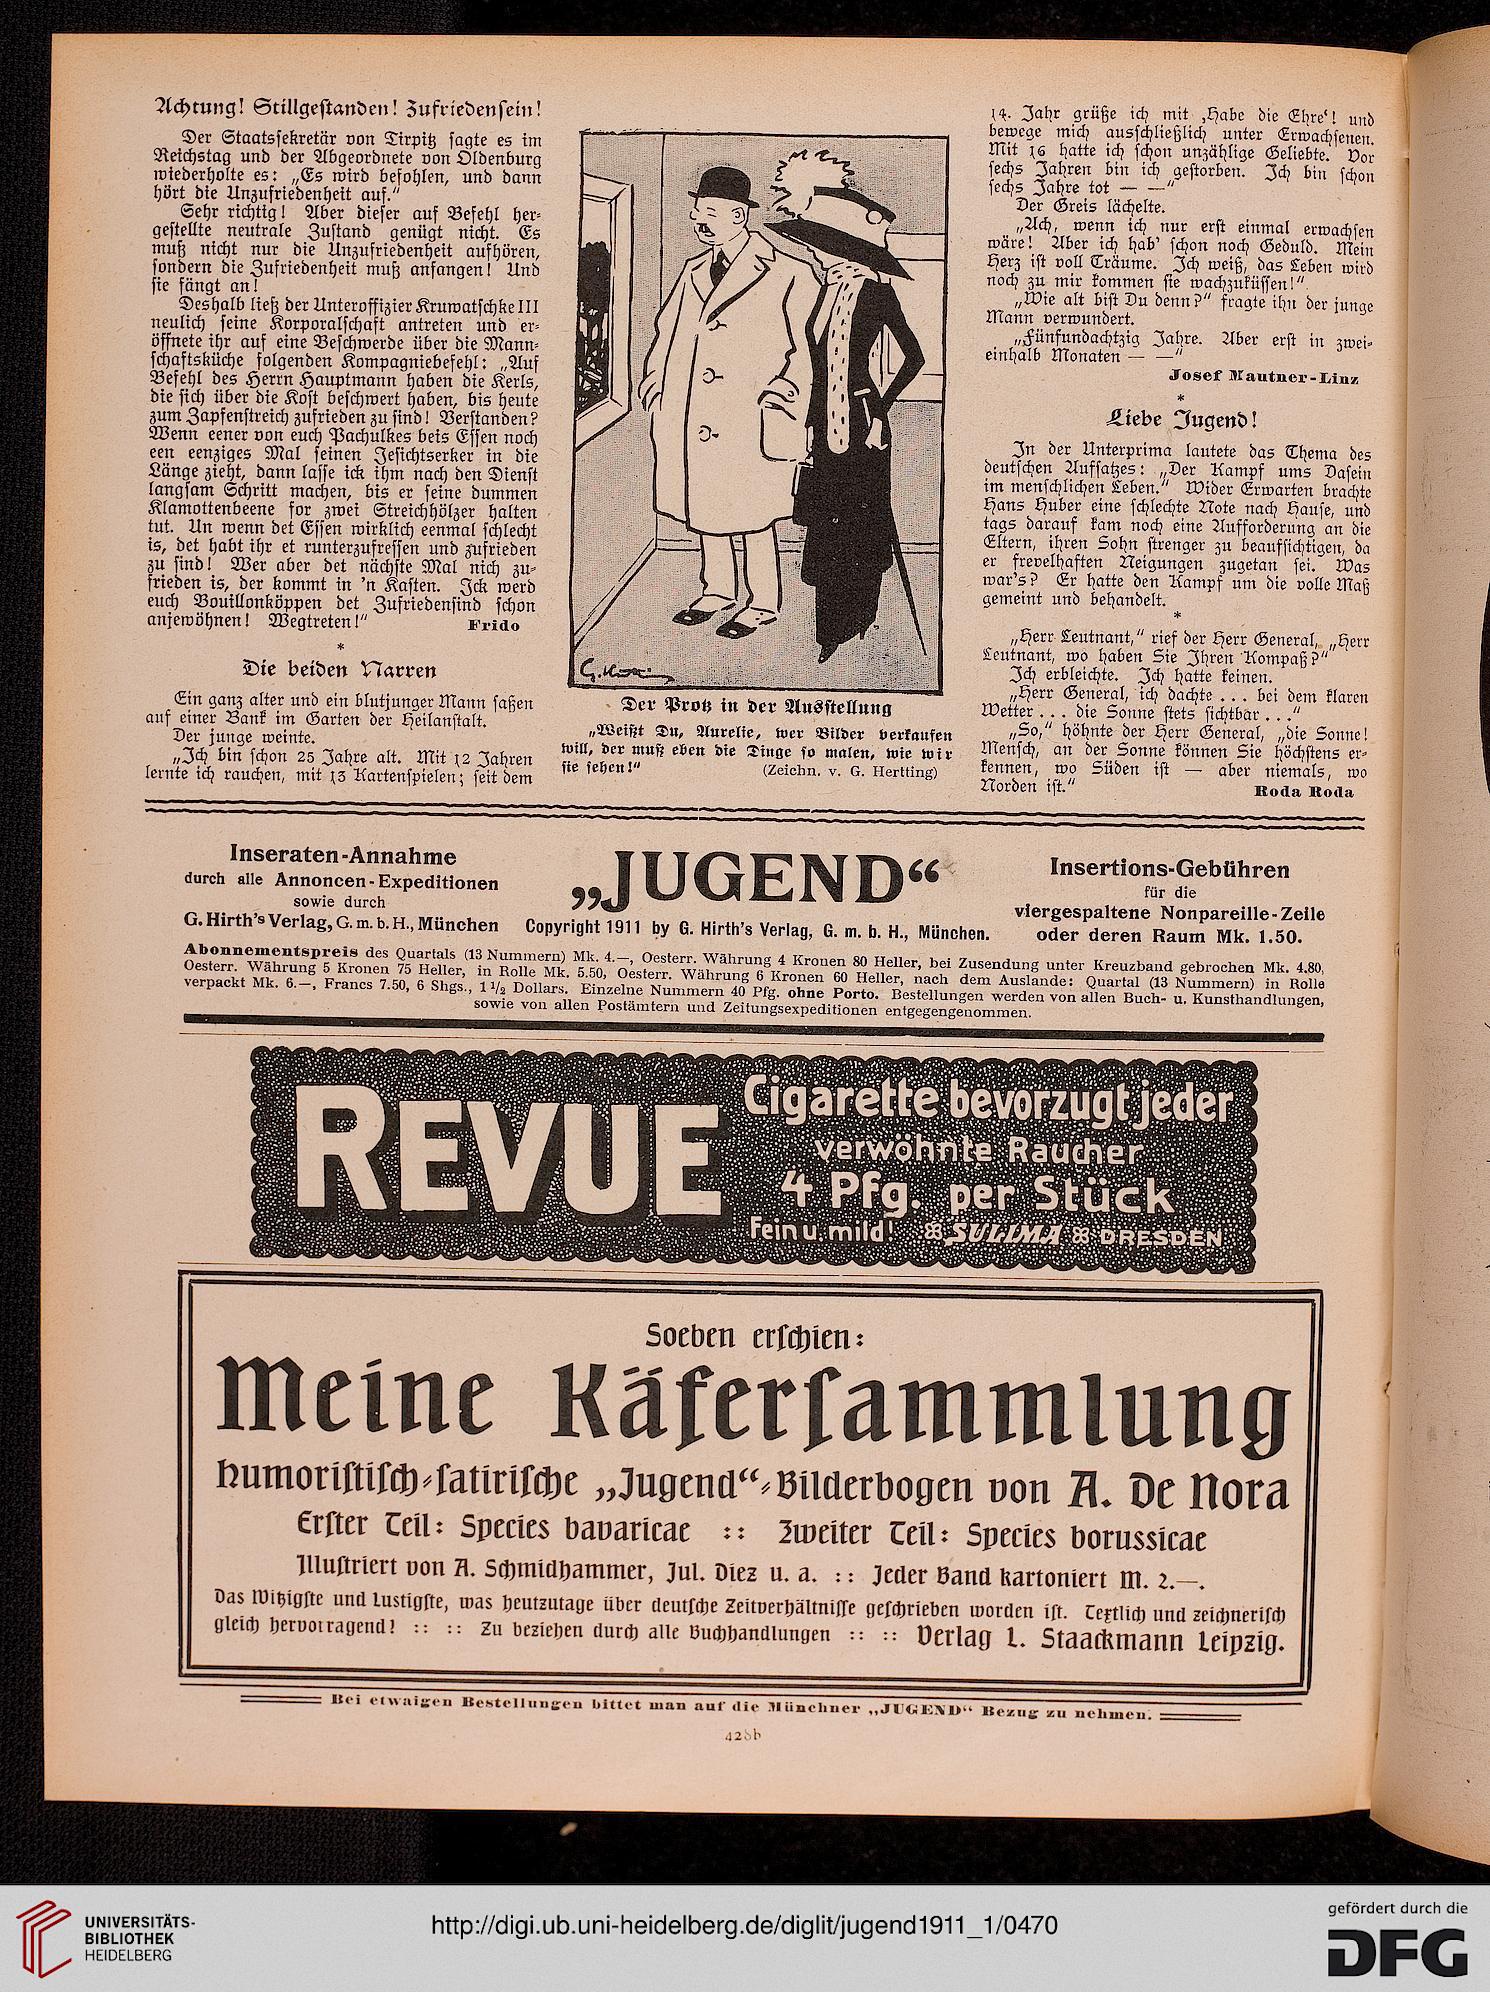 Achtung! Stillgestanden! Zufriedensein!
Der Staatssekretär von Tirpitz sagte es im
Reichstag und der Abgeordnete von Oldenburg
wiederholte es: „Es wird befohlen, und dann
hört die Unzufriedenheit auf.“
Sehr richtig! Aber dieser auf Befehl her-
gestellte neutrale Zustand genügt nicht. Es
muß nicht nur die Unzufriedenheit aufhören,
sondern die Zufriedenheit muß anfangen! Und
sie fängt an!
Deshalb ließ der Unteroffizier Kruwatschke III
neulich seine Korporalschaft antreten und er-
öffnete ihr auf eine Beschwerde über die Mann-
schaftsküche folgenden Kompagniebefehl: „Auf
Befehl des Herrn Hauptmann haben die Kerls,
die sich über die Kost beschwert haben, bis heute
zum Zapfenstreich zufrieden zu sind! Verstanden?
Wenn eener von euch Pachulkes beis Essen noch
een eenziges Mal seinen Jesichtserker in die
Länge zieht, dann lasse ick ihm nach den Dienst
langsam Schritt machen, bis er seine dummen
Klamottenbeene for zwei Streichhölzer halten
tut. Un wenn det Essen wirklich eenmal schlecht
is, det habt ihr et runterzufressen und zufrieden
zu sind! Wer aber det nächste Mal nich zu-
frieden is, der kommt in 'n Kasten. Ick werd
euch Bouillonköppen det Zufriedensind schon
anjewöhnen! Wegtreten!“ Frido
*
Die beiden Narren
Ein ganz alter und ein blutjunger Mann saßen
auf einer Bank im Garten der Heilanstalt.
Der junge weinte.
„Ich bin schon 25 Jahre alt. Mit 12 Jahren
lernte ich rauchen, mit 13 Kartenspielen; seit dem
G. Hertting
Der Protz in der Ausstellung
„Weißt Du, Aurelie, wer Bilder verkaufen
will, der muß eben die Dinge so malen, wie wir
sie sehen!“ (Zeichn. v. G. Hertting)
14. Jahr grüße ich mit ‚Habe die Ehre‘! und
bewege mich ausschließlich unter Erwachsenen.
Mit 16 hatte ich schon unzählige Geliebte. Vor
sechs Jahren bin ich gestorben. Ich bin schon
sechs Jahre tot — —“
Der Greis lächelte.
„Ach, wenn ich nur erst einmal erwachsen
wäre! Aber ich hab' schon noch Geduld. Mein
Herz ist voll Träume. Ich weiß, das Leben wird
noch zu mir kommen sie wachzuküssen!“
„Wie alt bist Du denn?“ fragte ihn der junge
Mann verwundert.
„Fünfundachtzig Jahre. Aber erst in zwei-
einhalb Monaten — —“
Josef Mautner-Linz
*
Liebe Jugend!
In der Unterprima lautete das Thema des
deutschen Aufsatzes: „Der Kampf ums Dasein
im menschlichen Leben.“ Wider Erwarten brachte
Hans Huber eine schlechte Note nach Hause, und
tags darauf kam noch eine Aufforderung an die
Eltern, ihren Sohn strenger zu beaufsichtigen, da
er frevelhaften Neigungen zugetan sei. Was
war's? Er hatte den Kampf um die volle Maß
gemeint und behandelt.
*
„Herr Leutnant,“ rief der Herr General, „Herr
Leutnant, wo haben Sie Ihren Kompaß?“
Ich erbleichte. Ich hatte keinen.
„Herr General, ich dachte . . . bei dem klaren
Wetter . . . die Sonne stets sichtbar . . .“
„So,“ höhnte der Herr General, „die Sonne!
Mensch, an der Sonne können Sie höchstens er-
kennen, wo Süden ist — aber niemals, wo
Norden ist.“ Roda Roda
Inseraten-Annahme
durch alle Annoncen-Expeditionen
sowie durch
G. Hirth's Verlag, G. m. b. H., München
„JUGEND“
Copyright 1911 by G. Hirth's Verlag, G. m. b. H., München.
Insertions-Gebühren
für die
viergespaltene Nonpareille-Zeile
oder deren Raum Mk. 1.50.
Abonnementspreis des Quartals (13 Nummern) Mk. 4.—, Oesterr. Währung 4 Kronen 80 Heller, bei Zusendung unter Kreuzband gebrochen Mk. 4.80,
Oesterr. Währung 5 Kronen 75 Heller, in Rolle Mk. 5.50, Oesterr. Währung 6 Kronen 60 Heller, nach dem Auslande: Quartal (13 Nummern) in Rolle
verpackt Mk. 6.—, Francs 7.50, 6 Shgs., 1 1/2 Dollars. Einzelne Nummern 40 Pfg. ohne Porto. Bestellungen werden von allen Buch- u. Kunsthandlungen,
sowie von allen Postämtern und Zeitungsexpeditionen entgegengenommen.
REVUE
Cigarette bevorzugt jeder
verwöhnte Raucher
4 Pfg. per Stück
Fein u. mild! SULIMA DRESDEN
Soeben erschien:
Meine Käfersammlung
humoristisch-satirische „Jugend“-Bilderbogen von A. De Nora
Erster Teil: Species bavaricae :: Zweiter Teil: Species borussicae
Illustriert von A. Schmidhammer, Jul. Diez u. a. :: Jeder Band kartoniert M. 2.—.
Das Witzigste und Lustigste, was heutzutage über deutsche Zeitverhältnisse geschrieben worden ist. Textlich und zeichnerisch
gleich hervorragend! :: :: Zu beziehen durch alle Buchhandlungen :: :: Verlag L. Staackmann Leipzig.
Bei etwaigen Bestellungen bittet man auf die Münchner „JUGEND“ Bezug zu nehmen.
428b
UNIVERSITÄTS-
BIBLIOTHEK
HEIDELBERG
http://digi.ub.uni-heidelberg.de/diglit/jugend1911_1/0470
gefördert durch die
DFG